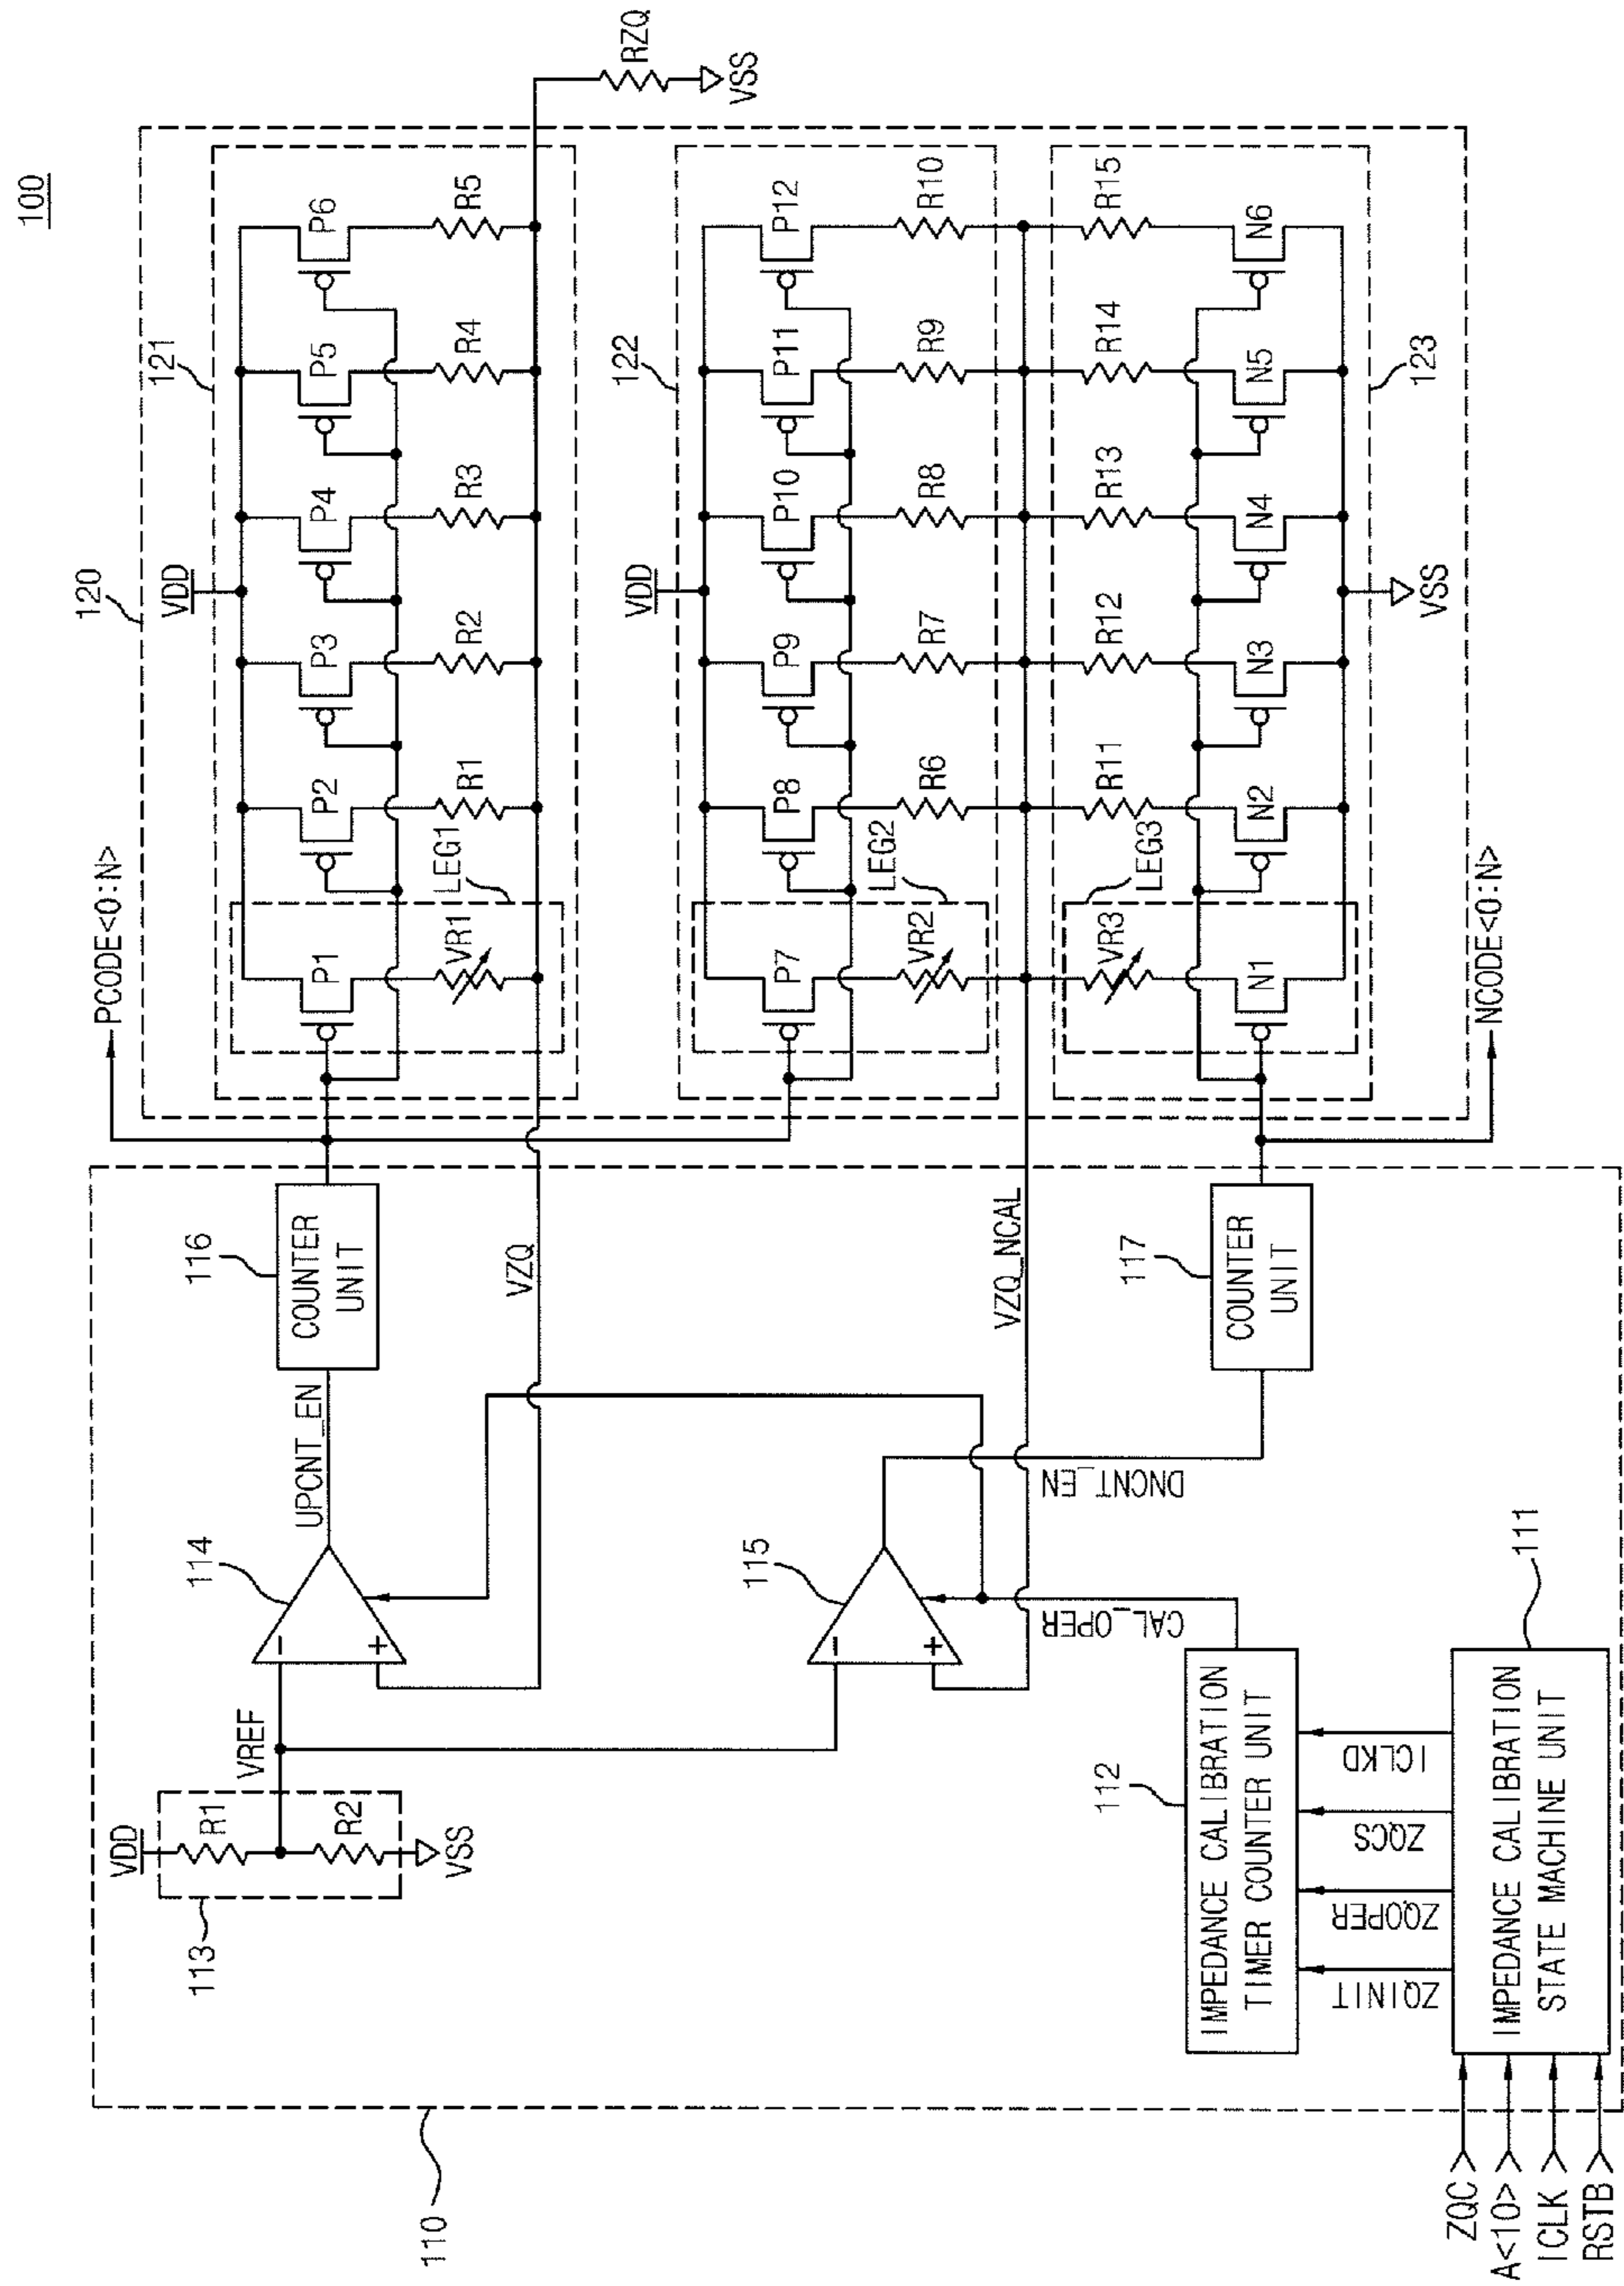 100
120
121
VDD
P1
P2
P3
P4
P5
P6
VR1
R1
R2
R3
R4
R5
LEG1
RZQ
VSS
PCODE<0:N>
122
VDD
P7
P8
P9
P10
P11
P12
LEG2
VR2
R6
R7
R8
R9
R10
LEG3
VR3
R11
R12
R13
R14
R15
N1
N2
N3
N4
N5
N6
123
VSS
NCODE<0:N>
116
COUNTER
UNIT
VZQ
VZQ_NCAL
117
COUNTER
UNIT
UPCNT_EN
114
-
+
115
-
+
DNCNT_EN
CAL_OPER
VREF
VDD
R1
R2
VSS
113
112
IMPEDANCE CALIBRATION
TIMER COUNTER UNIT
ZQINIT
ZQOPER
ZQCS
ICLKD
111
IMPEDANCE CALIBRATION
STATE MACHINE UNIT
110
ZQC
A<10>
ICLK
RSTB